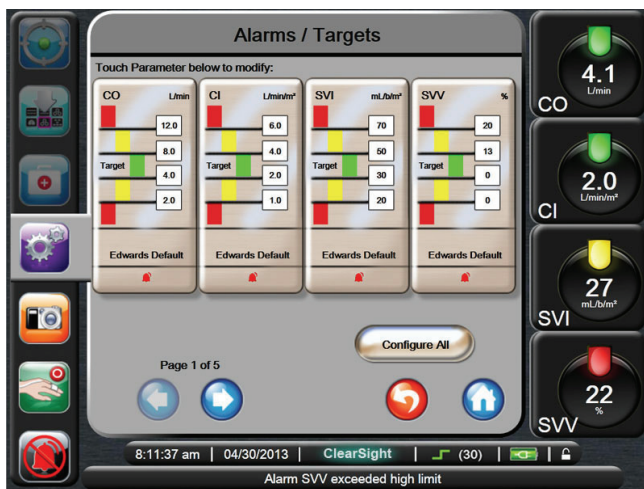 Alarms / Targets
Touch Parameter below to modify:
CO L/min
12.0
8.0
Target
4.0
2.0
Edwards Default
CI L/min/m²
6.0
4.0
Target
2.0
1.0
Edwards Default
SVI mL/b/m²
70
50
Target
30
20
Edwards Default
SVV %
20
13
Target
0
0
Edwards Default
Configure All
Page 1 of 5
4.1
L/min
CO
2.0
L/min/m²
CI
27
mL/b/m²
SVI
22
%
SVV
8:11:37 am | 04/30/2013 | ClearSight | (30)
Alarm SVV exceeded high limit